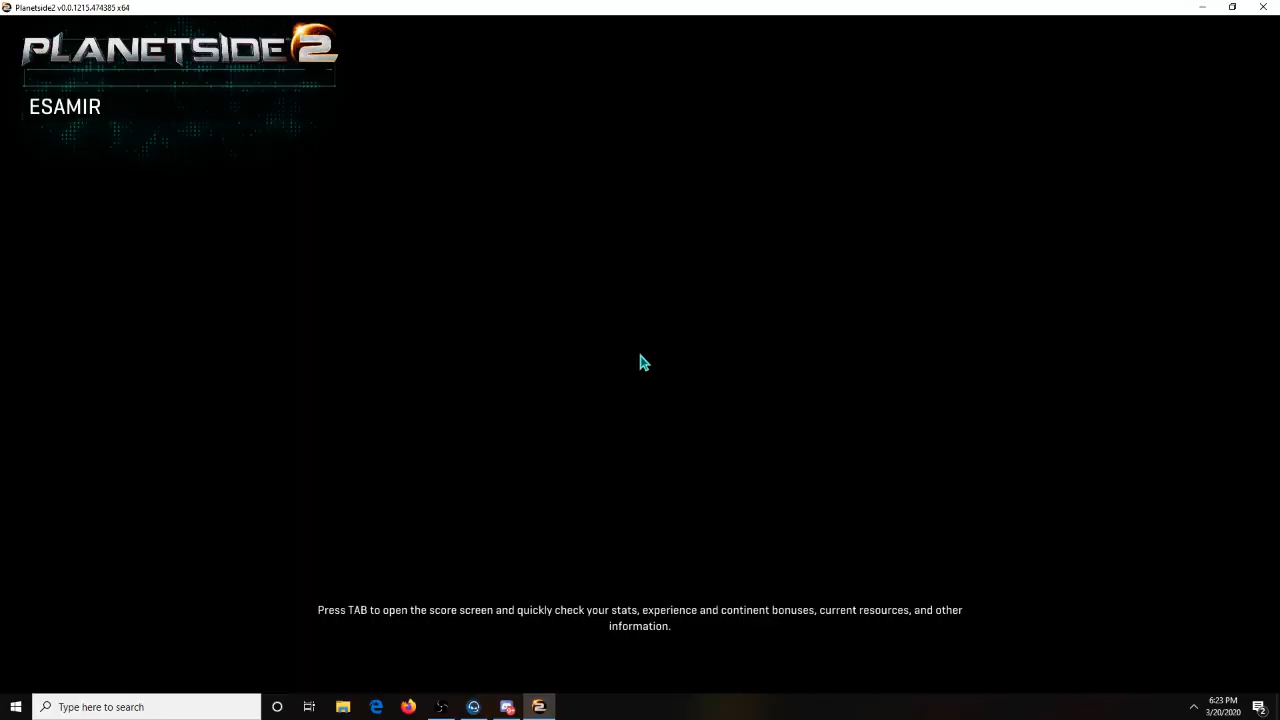 Planetside2 v0.0.1215.474385 x64
PLANETSIDE 2
ESAMIR
Press TAB to open the score screen and quickly check your stats, experience and continent bonuses, current resources, and other
information.
Type here to search
6:23 PM
3/20/2020
2